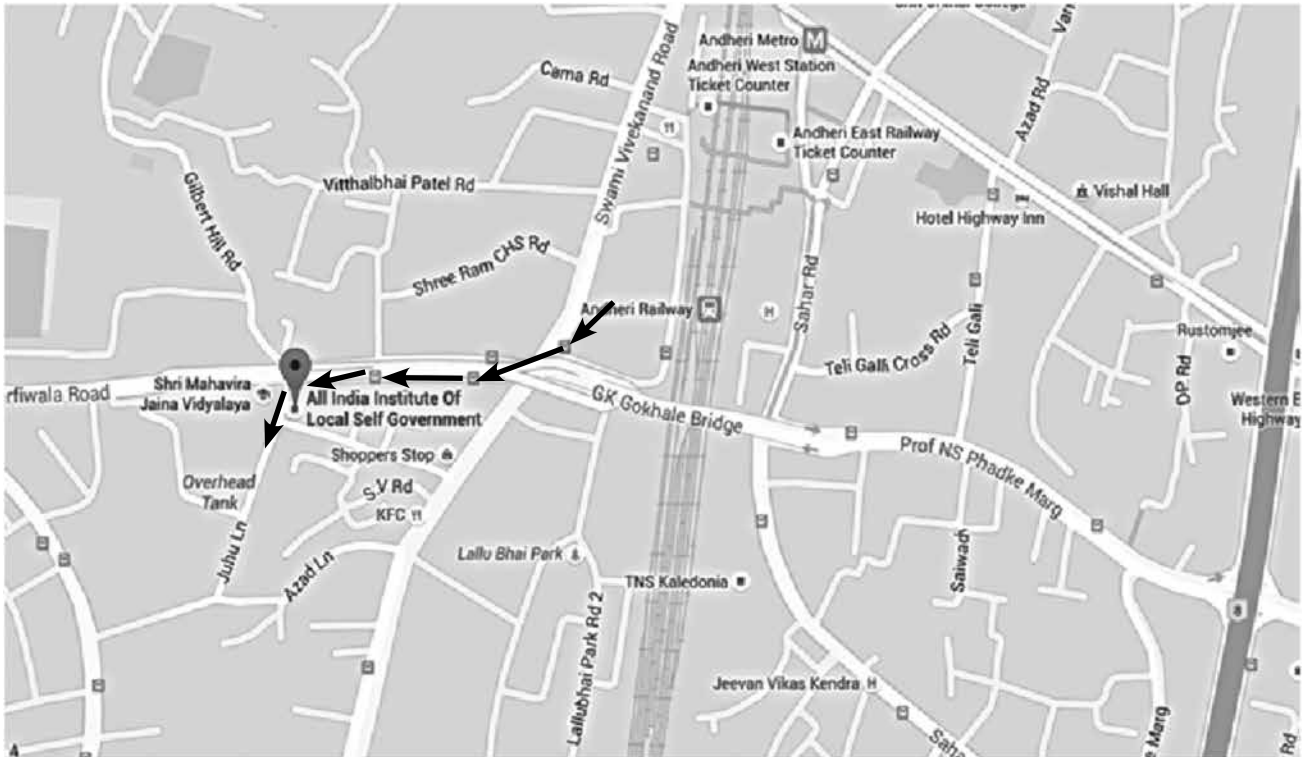 Andheri Metro
M
Andheri West Station
Ticket Counter
Cama Rd
Swami Vivekanand Road
Andheri East Railway
Ticket Counter
Azad Rd
Vishal Hall
Vitthalbhai Patel Rd
Gilbert Hill Rd
Hotel Highway Inn
Shree Ram CHS Rd
Sahar Rd
Andheri Railway
H
Teli Gali
Rustomjee
Teli Galli Cross Rd
DP Rd
Shri Mahavira
Jaina Vidyalaya
rfiwala Road
All India Institute Of
Local Self Government
GK Gokhale Bridge
Western E
Highway
Prof NS Phadke Marg
Shoppers Stop
Overhead
Tank
S.V Rd
KFC
Juhu Ln
Azad Ln
Lallu Bhai Park
TNS Kaledonia
Saiwadi
8
Lallubhai Park Rd 2
Jeevan Vikas Kendra H
Saha
e Marg
Rd